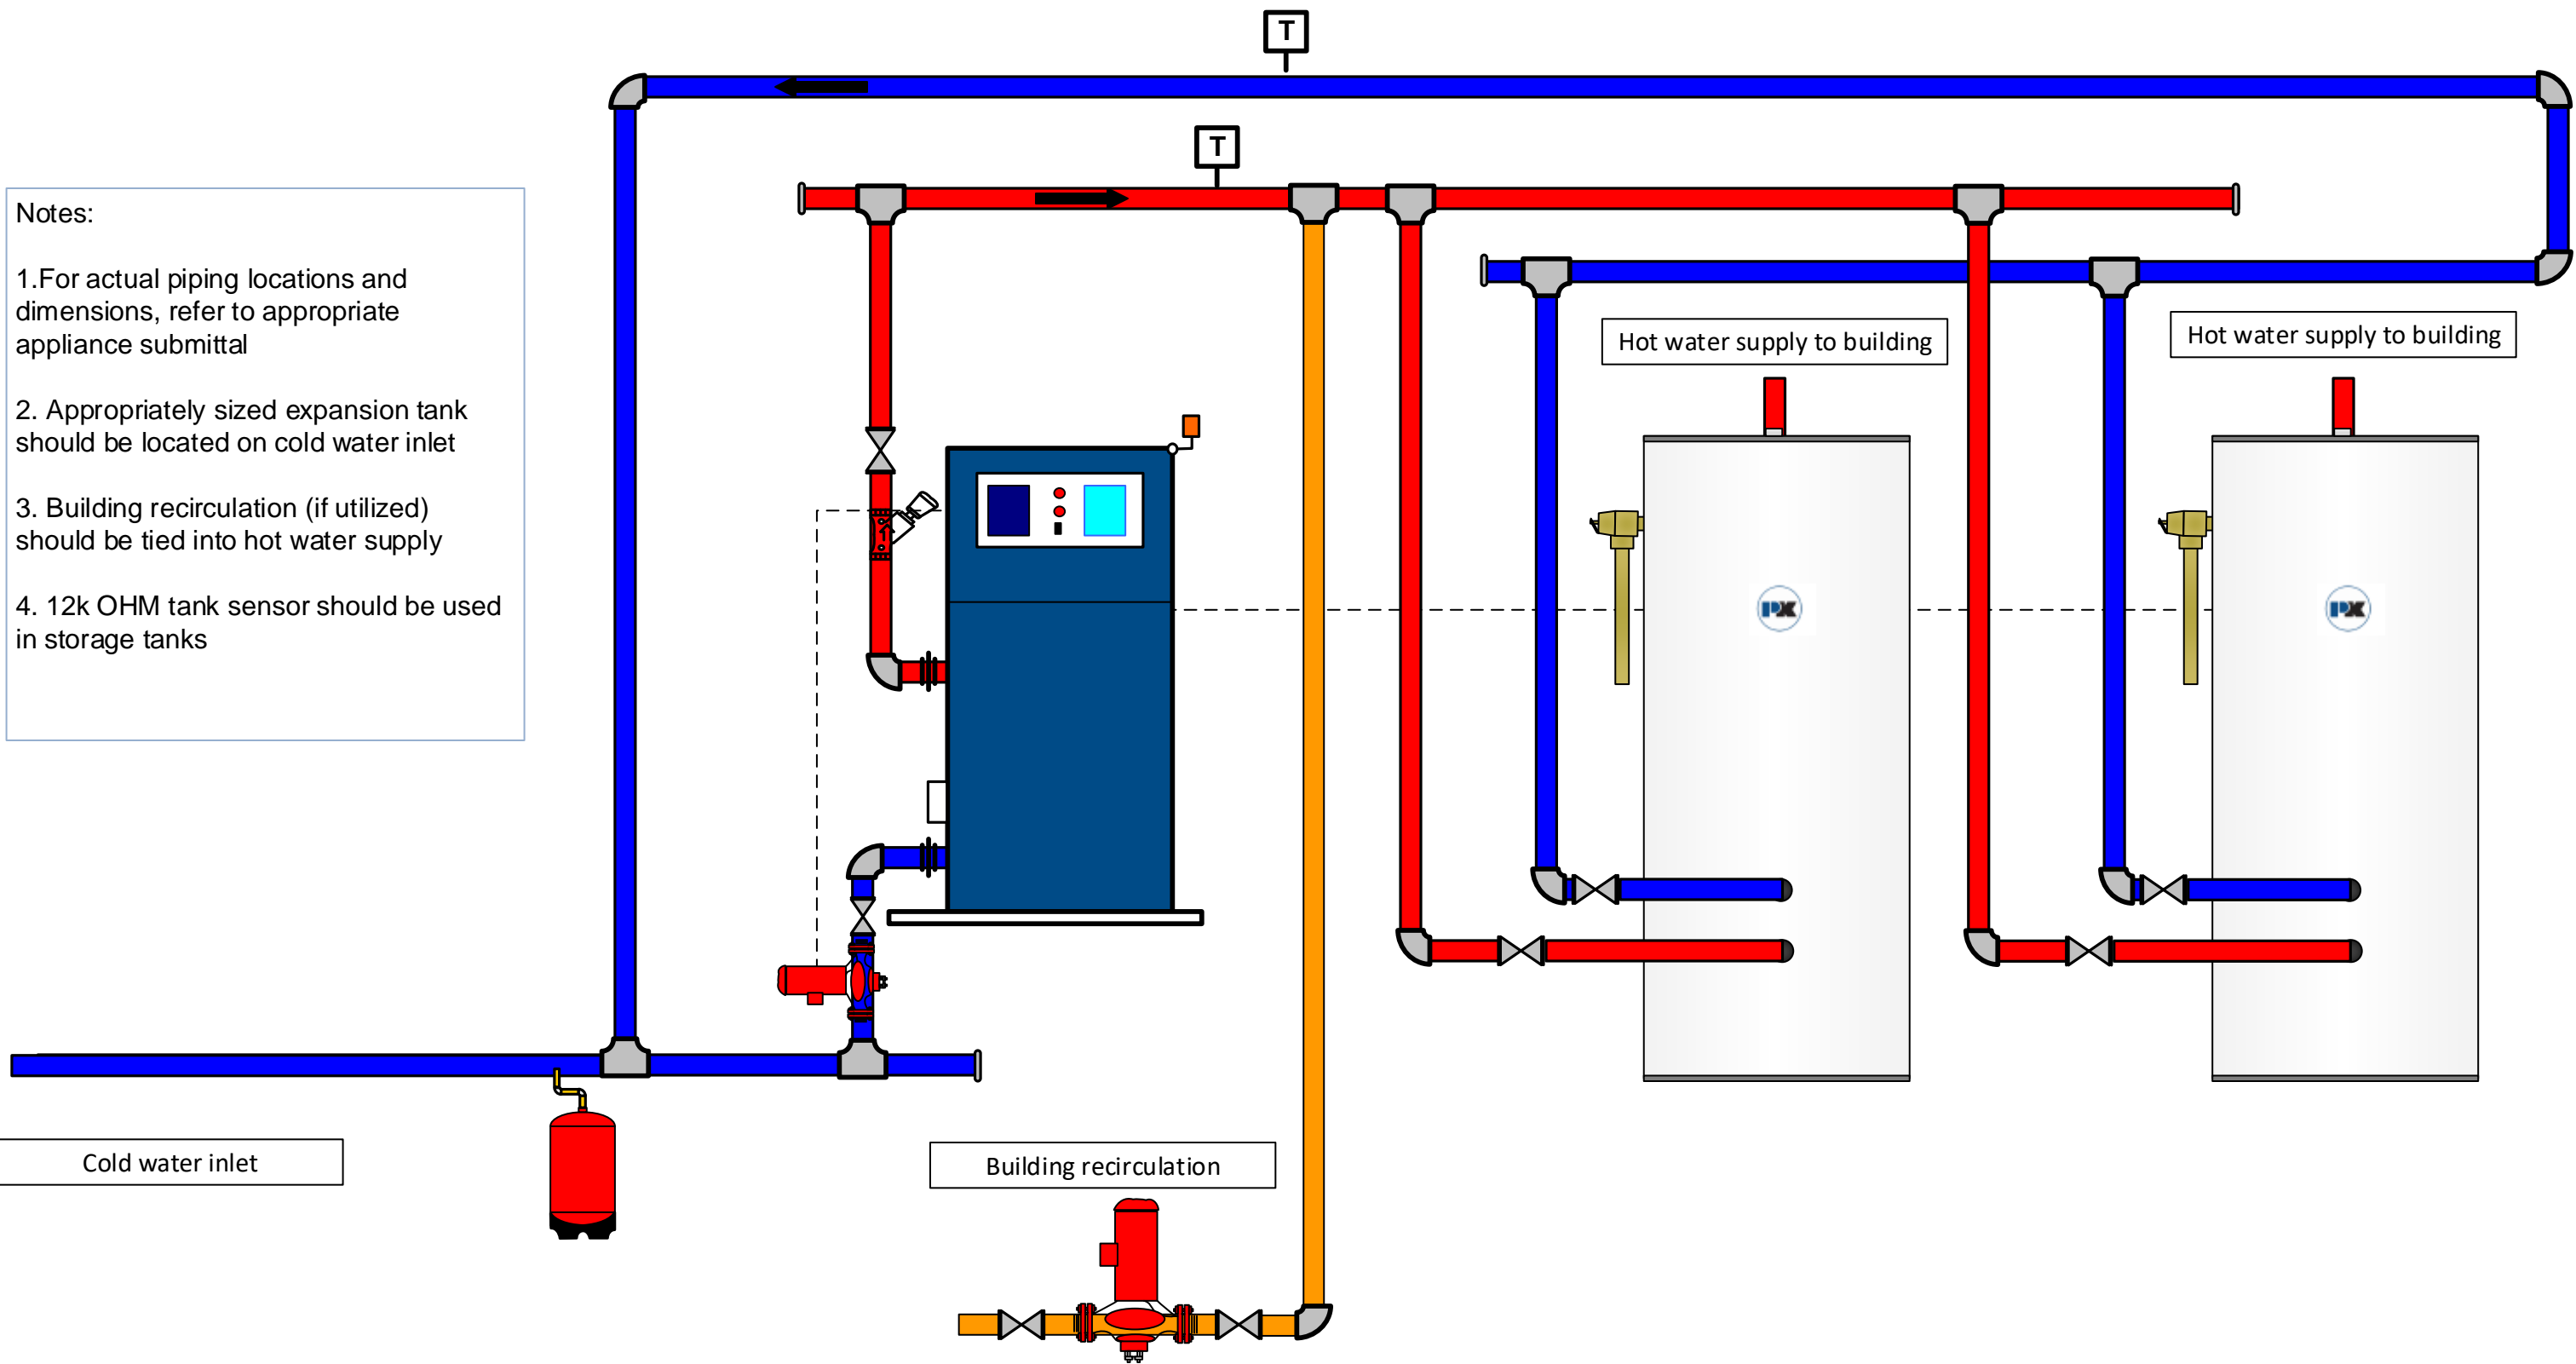 T
T
Notes:
1.For actual piping locations and
dimensions, refer to appropriate
appliance submittal
2. Appropriately sized expansion tank
should be located on cold water inlet
3. Building recirculation (if utilized)
should be tied into hot water supply
4. 12k OHM tank sensor should be used
in storage tanks
Hot water supply to building
Hot water supply to building
PK
PK
Cold water inlet
Building recirculation